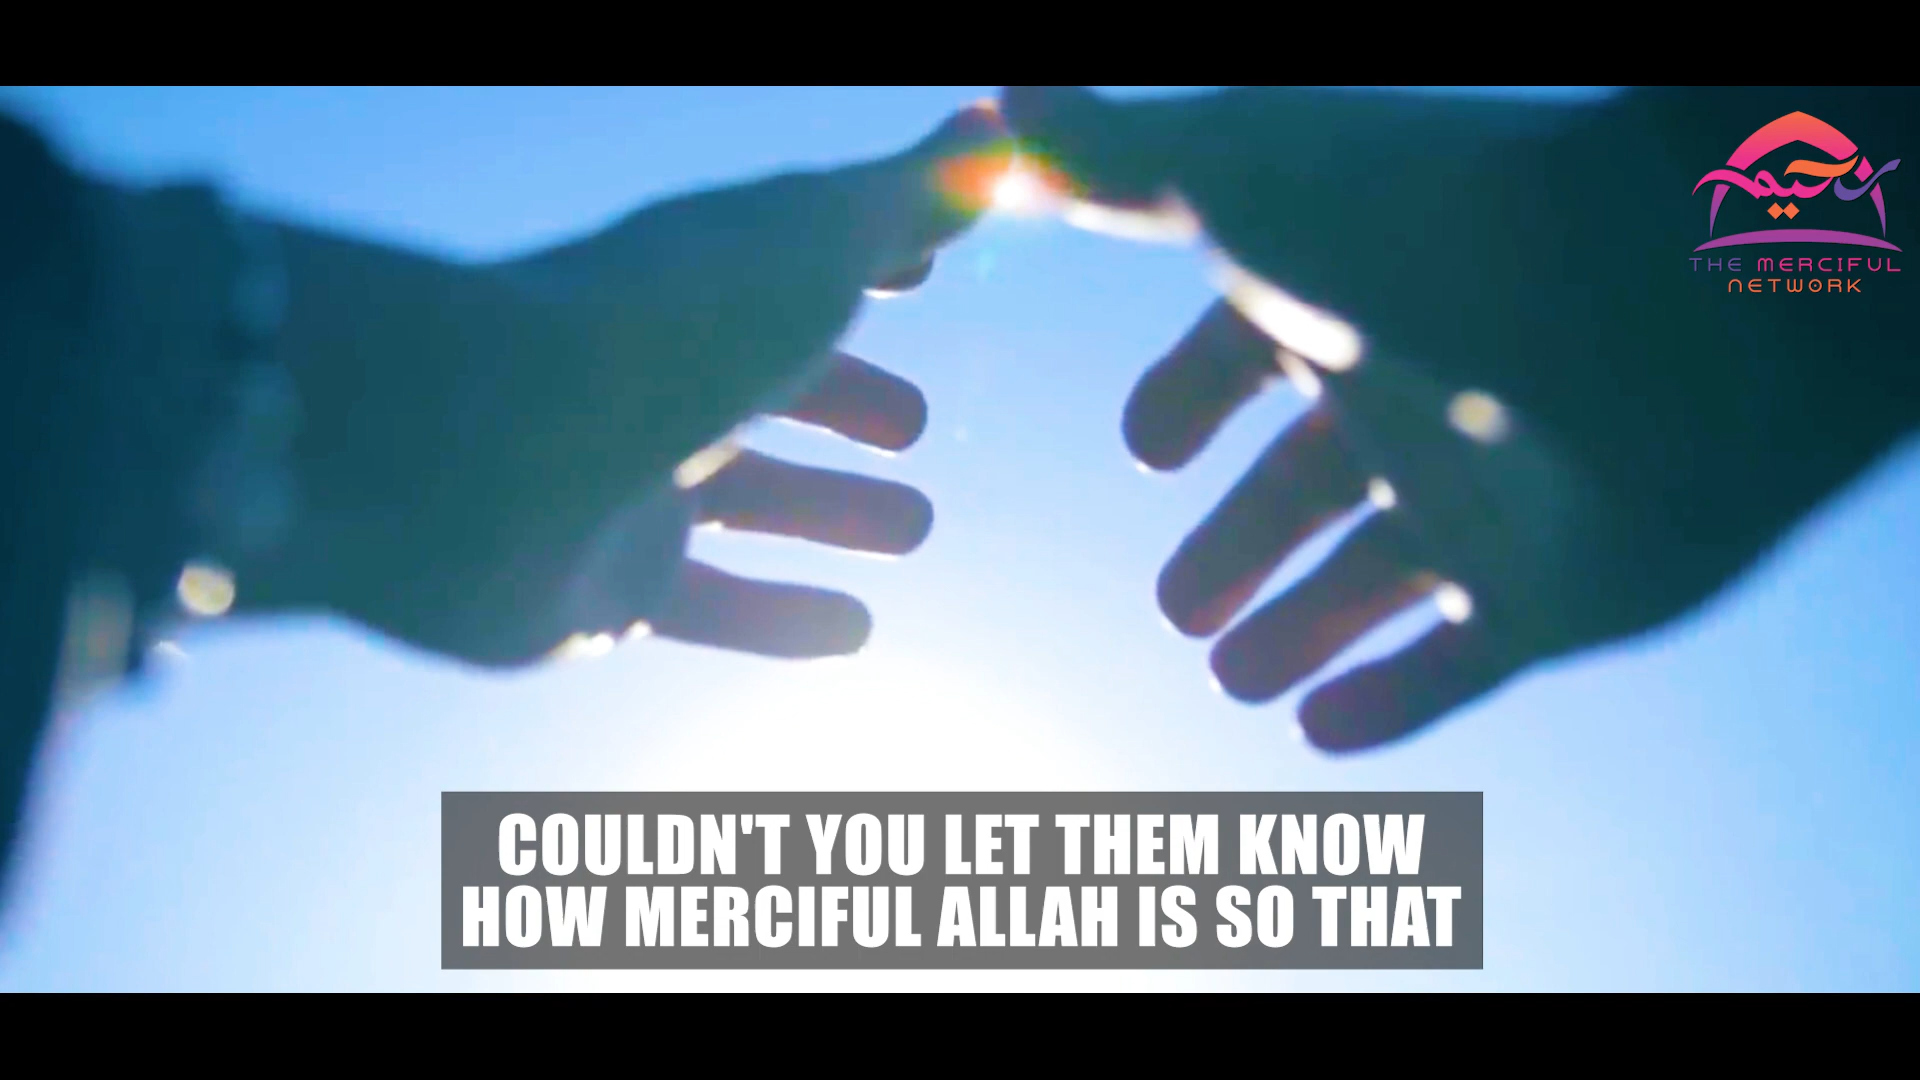 THE MERCIFUL
NETWORK
COULDN'T YOU LET THEM KNOW
HOW MERCIFUL ALLAH IS SO THAT